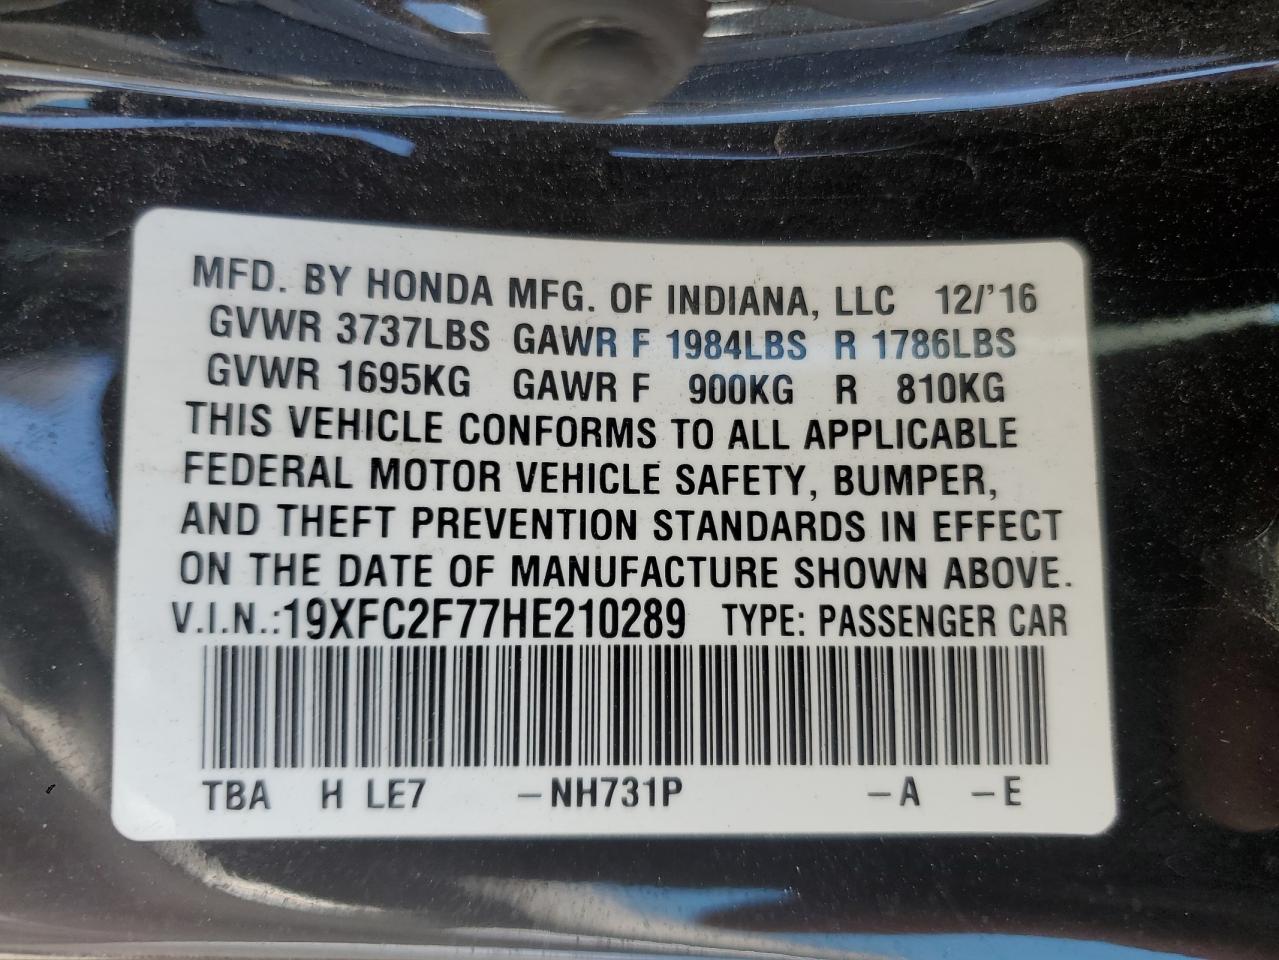 MFD. BY HONDA MFG. OF INDIANA, LLC 12/'16
GVWR 3737LBS GAWR F 1984LBS R 1786LBS
GVWR 1695KG GAWR F 900KG R 810KG
THIS VEHICLE CONFORMS TO ALL APPLICABLE
FEDERAL MOTOR VEHICLE SAFETY, BUMPER,
AND THEFT PREVENTION STANDARDS IN EFFECT
ON THE DATE OF MANUFACTURE SHOWN ABOVE.
V.I.N.:19XFC2F77HE210289 TYPE: PASSENGER CAR
TBA H LE7 –NH731P –A –E